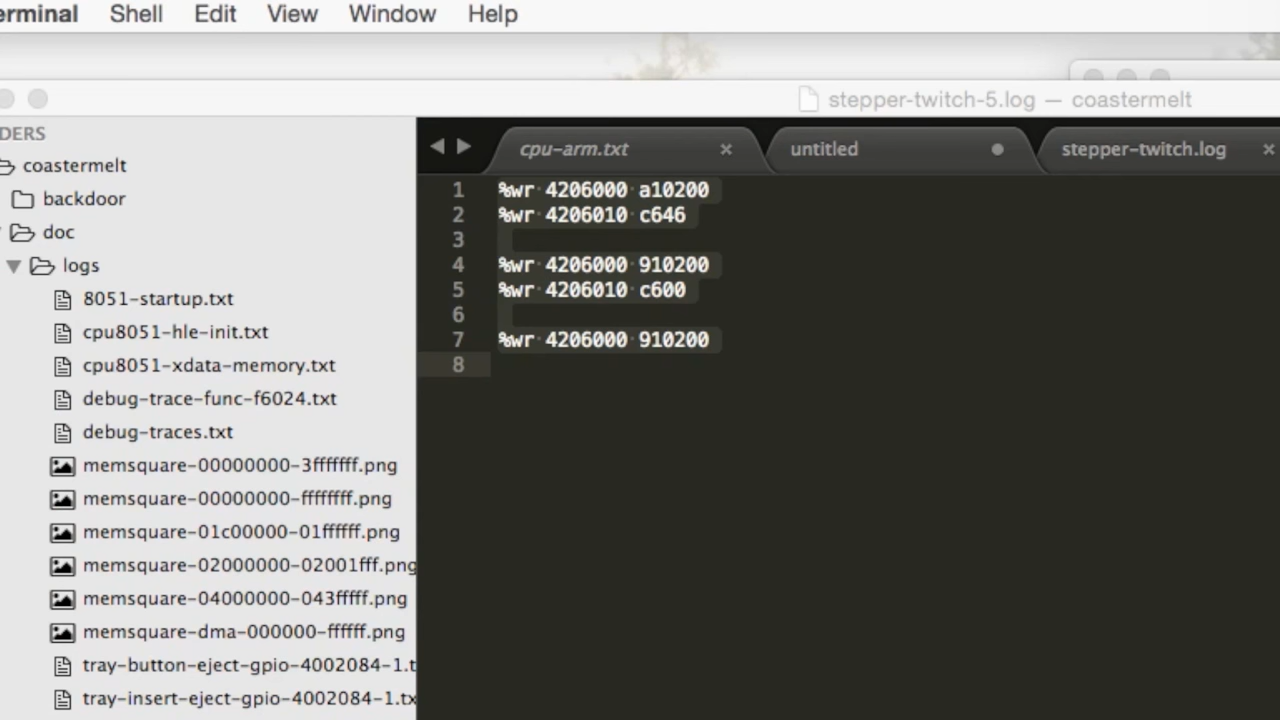 erminal Shell Edit View Window Help
stepper-twitch-5.log — coastermelt
DERS
coastermelt
backdoor
doc
logs
8051-startup.txt
cpu8051-hle-init.txt
cpu8051-xdata-memory.txt
debug-trace-func-f6024.txt
debug-traces.txt
memsquare-00000000-3fffffff.png
memsquare-00000000-ffffffff.png
memsquare-01c00000-01ffffff.png
memsquare-02000000-02001fff.png
memsquare-04000000-043fffff.png
memsquare-dma-000000-ffffff.png
tray-button-eject-gpio-4002084-1.t
tray-insert-eject-gpio-4002084-1.tx
cpu-arm.txt × untitled stepper-twitch.log ×
1 %wr 4206000 a10200
2 %wr 4206010 c646
3
4 %wr 4206000 910200
5 %wr 4206010 c600
6
7 %wr 4206000 910200
8